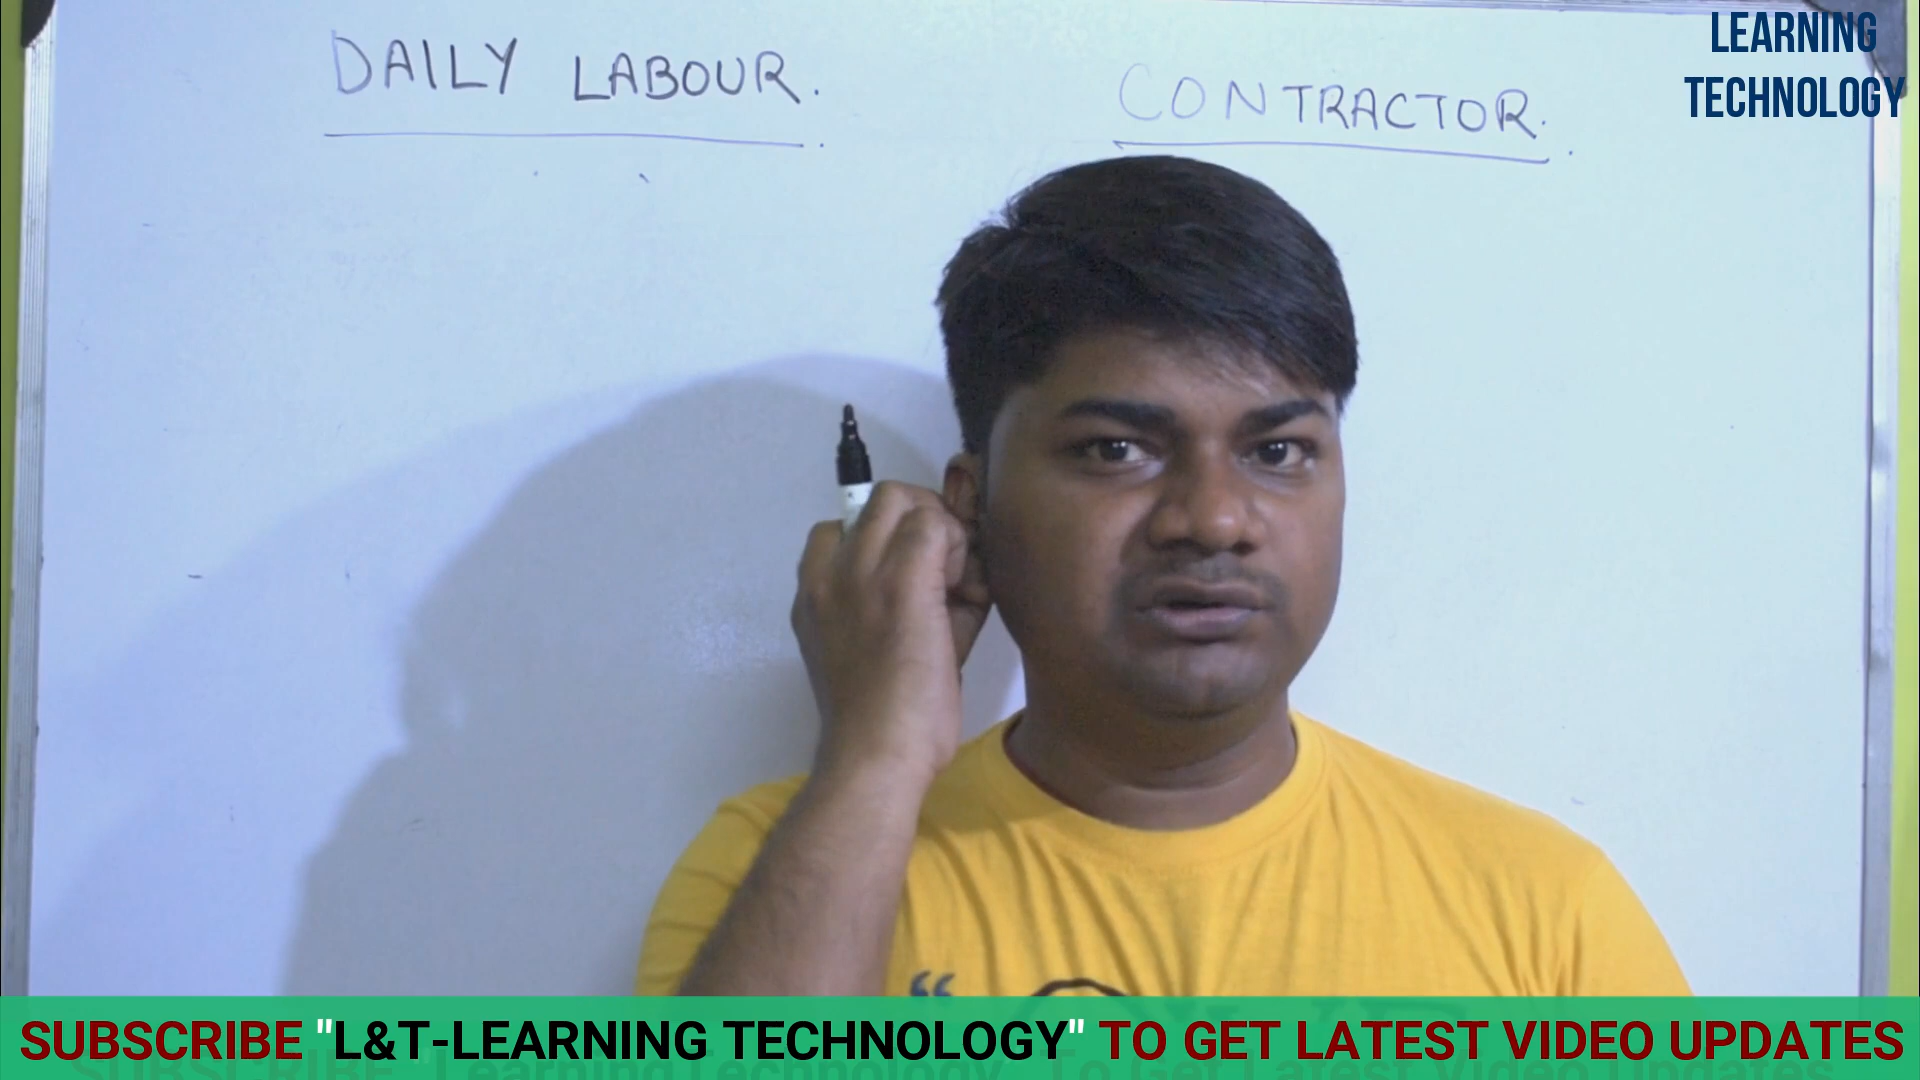 DAILY LABOUR.
CONTRACTOR.
LEARNING
TECHNOLOGY
“
SUBSCRIBE "L&T-LEARNING TECHNOLOGY" TO GET LATEST VIDEO UPDATES